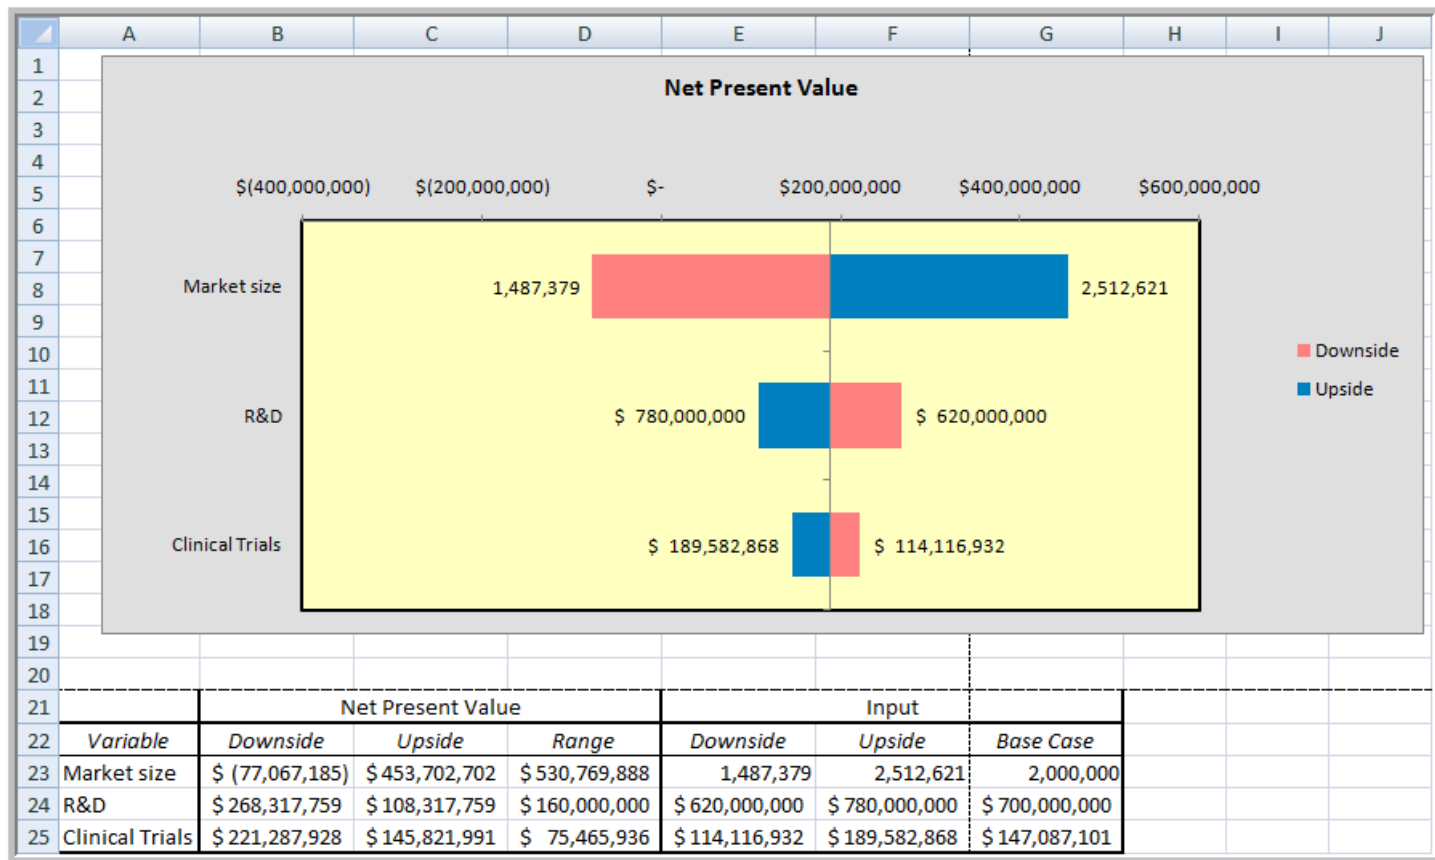 A B C D E F G H I J
1
2 Net Present Value
3
4
5 $(400,000,000) $(200,000,000) $- $200,000,000 $400,000,000 $600,000,000
6
7
8 Market size 1,487,379 2,512,621
9
10 Downside
11 Upside
12 R&D $ 780,000,000 $ 620,000,000
13
14
15
16 Clinical Trials $ 189,582,868 $ 114,116,932
17
18
19
20
21 Net Present Value Input
22 Variable Downside Upside Range Downside Upside Base Case
23 Market size $ (77,067,185) $ 453,702,702 $ 530,769,888 1,487,379 2,512,621 2,000,000
24 R&D $ 268,317,759 $ 108,317,759 $ 160,000,000 $ 620,000,000 $ 780,000,000 $ 700,000,000
25 Clinical Trials $ 221,287,928 $ 145,821,991 $ 75,465,936 $ 114,116,932 $ 189,582,868 $ 147,087,101